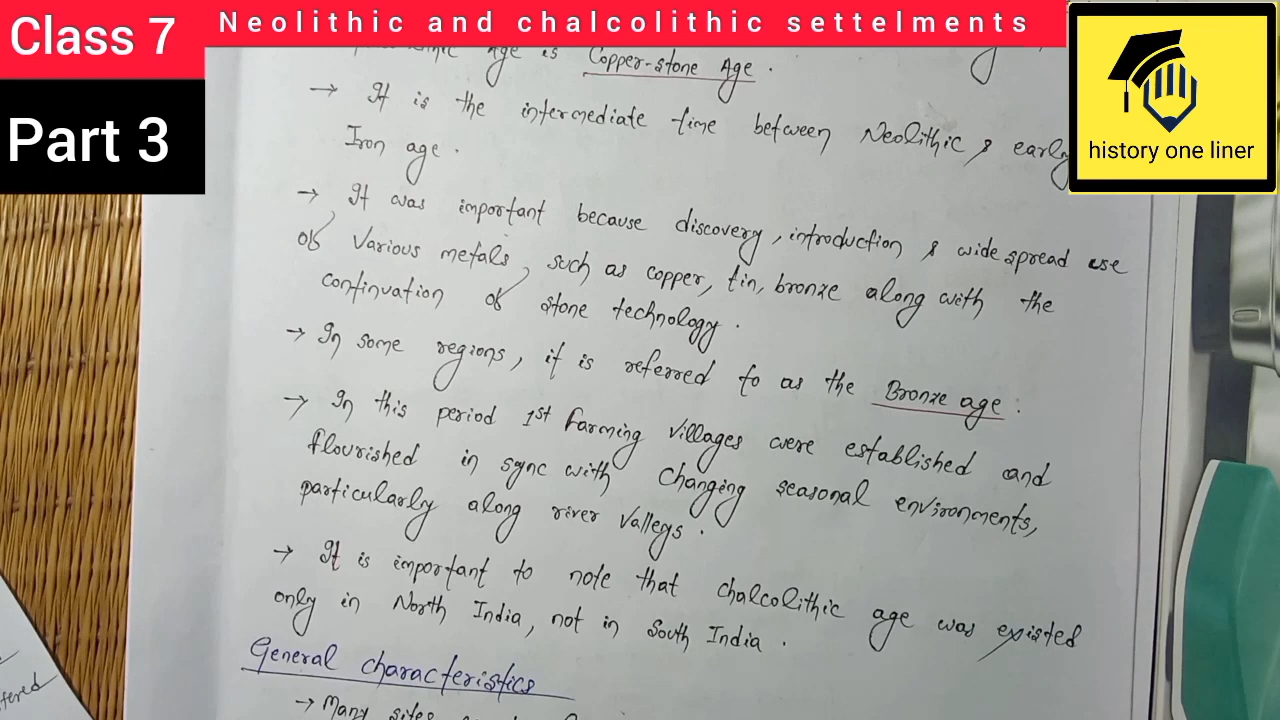 Class 7
Neolithic and chalcolithic settelments
Part 3
history one liner
Age is Copper-stone Age.
→ It is the intermediate time between Neolithic & early
Iron age.
→ It was important because discovery, introduction & wide spread use
of various metals, such as copper, tin, bronze along with the
continuation of stone technology.
→ In some regions, it is referred to as the Bronze age.
→ In this period 1st farming villages were established and
flourished in sync with changing seasonal environments,
particularly along river valleys.
→ It is important to note that chalcolithic age was existed
only in North India, not in South India.
General characteristics
→ Many sites